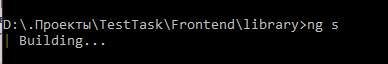 D:\.Проекты\TestTask\Frontend\library>ng s
| Building...